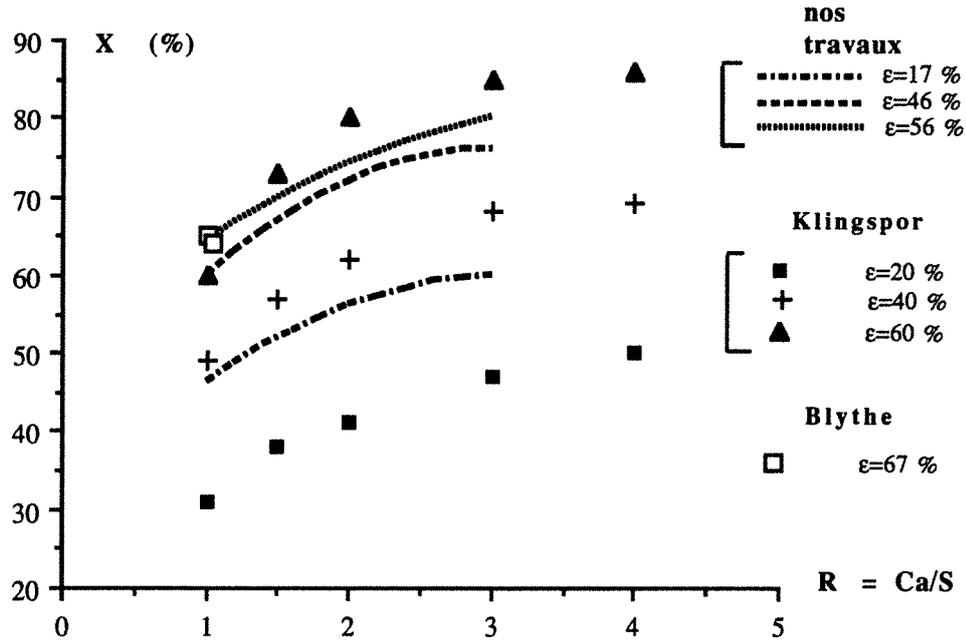 nos
travaux
90
X (%)
ε=17 %
ε=46 %
80
ε=56 %
70
Klingspor
60
ε=20 %
ε=40 %
ε=60 %
50
Blythe
40
ε=67 %
30
20
R = Ca/S
0 1 2 3 4 5